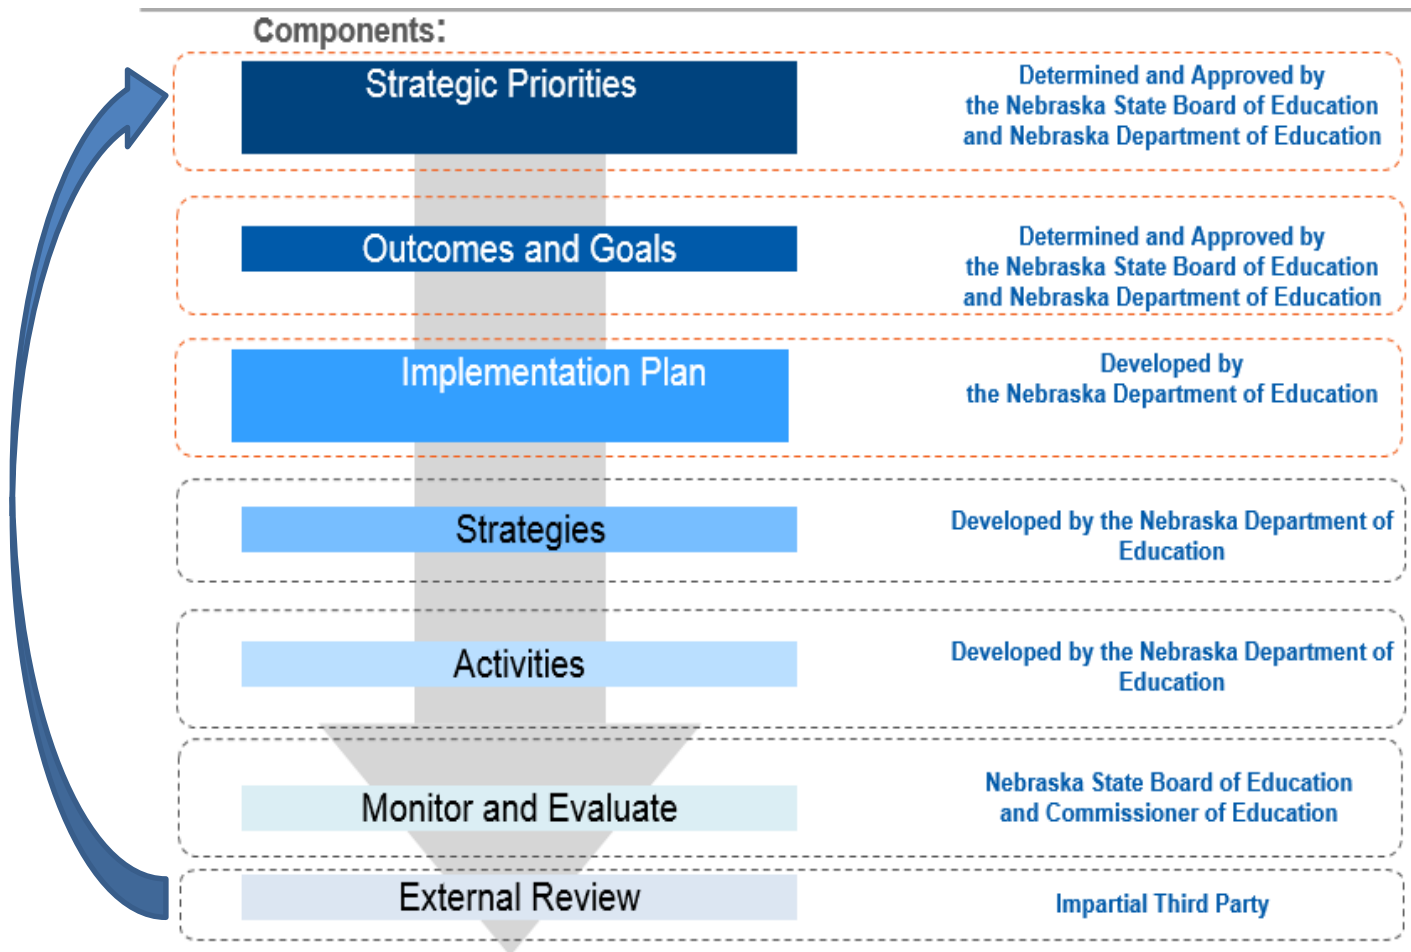 Components:
Strategic Priorities
Determined and Approved by
the Nebraska State Board of Education
and Nebraska Department of Education
Outcomes and Goals
Determined and Approved by
the Nebraska State Board of Education
and Nebraska Department of Education
Implementation Plan
Developed by
the Nebraska Department of Education
Strategies
Developed by the Nebraska Department of
Education
Activities
Developed by the Nebraska Department of
Education
Monitor and Evaluate
Nebraska State Board of Education
and Commissioner of Education
External Review
Impartial Third Party